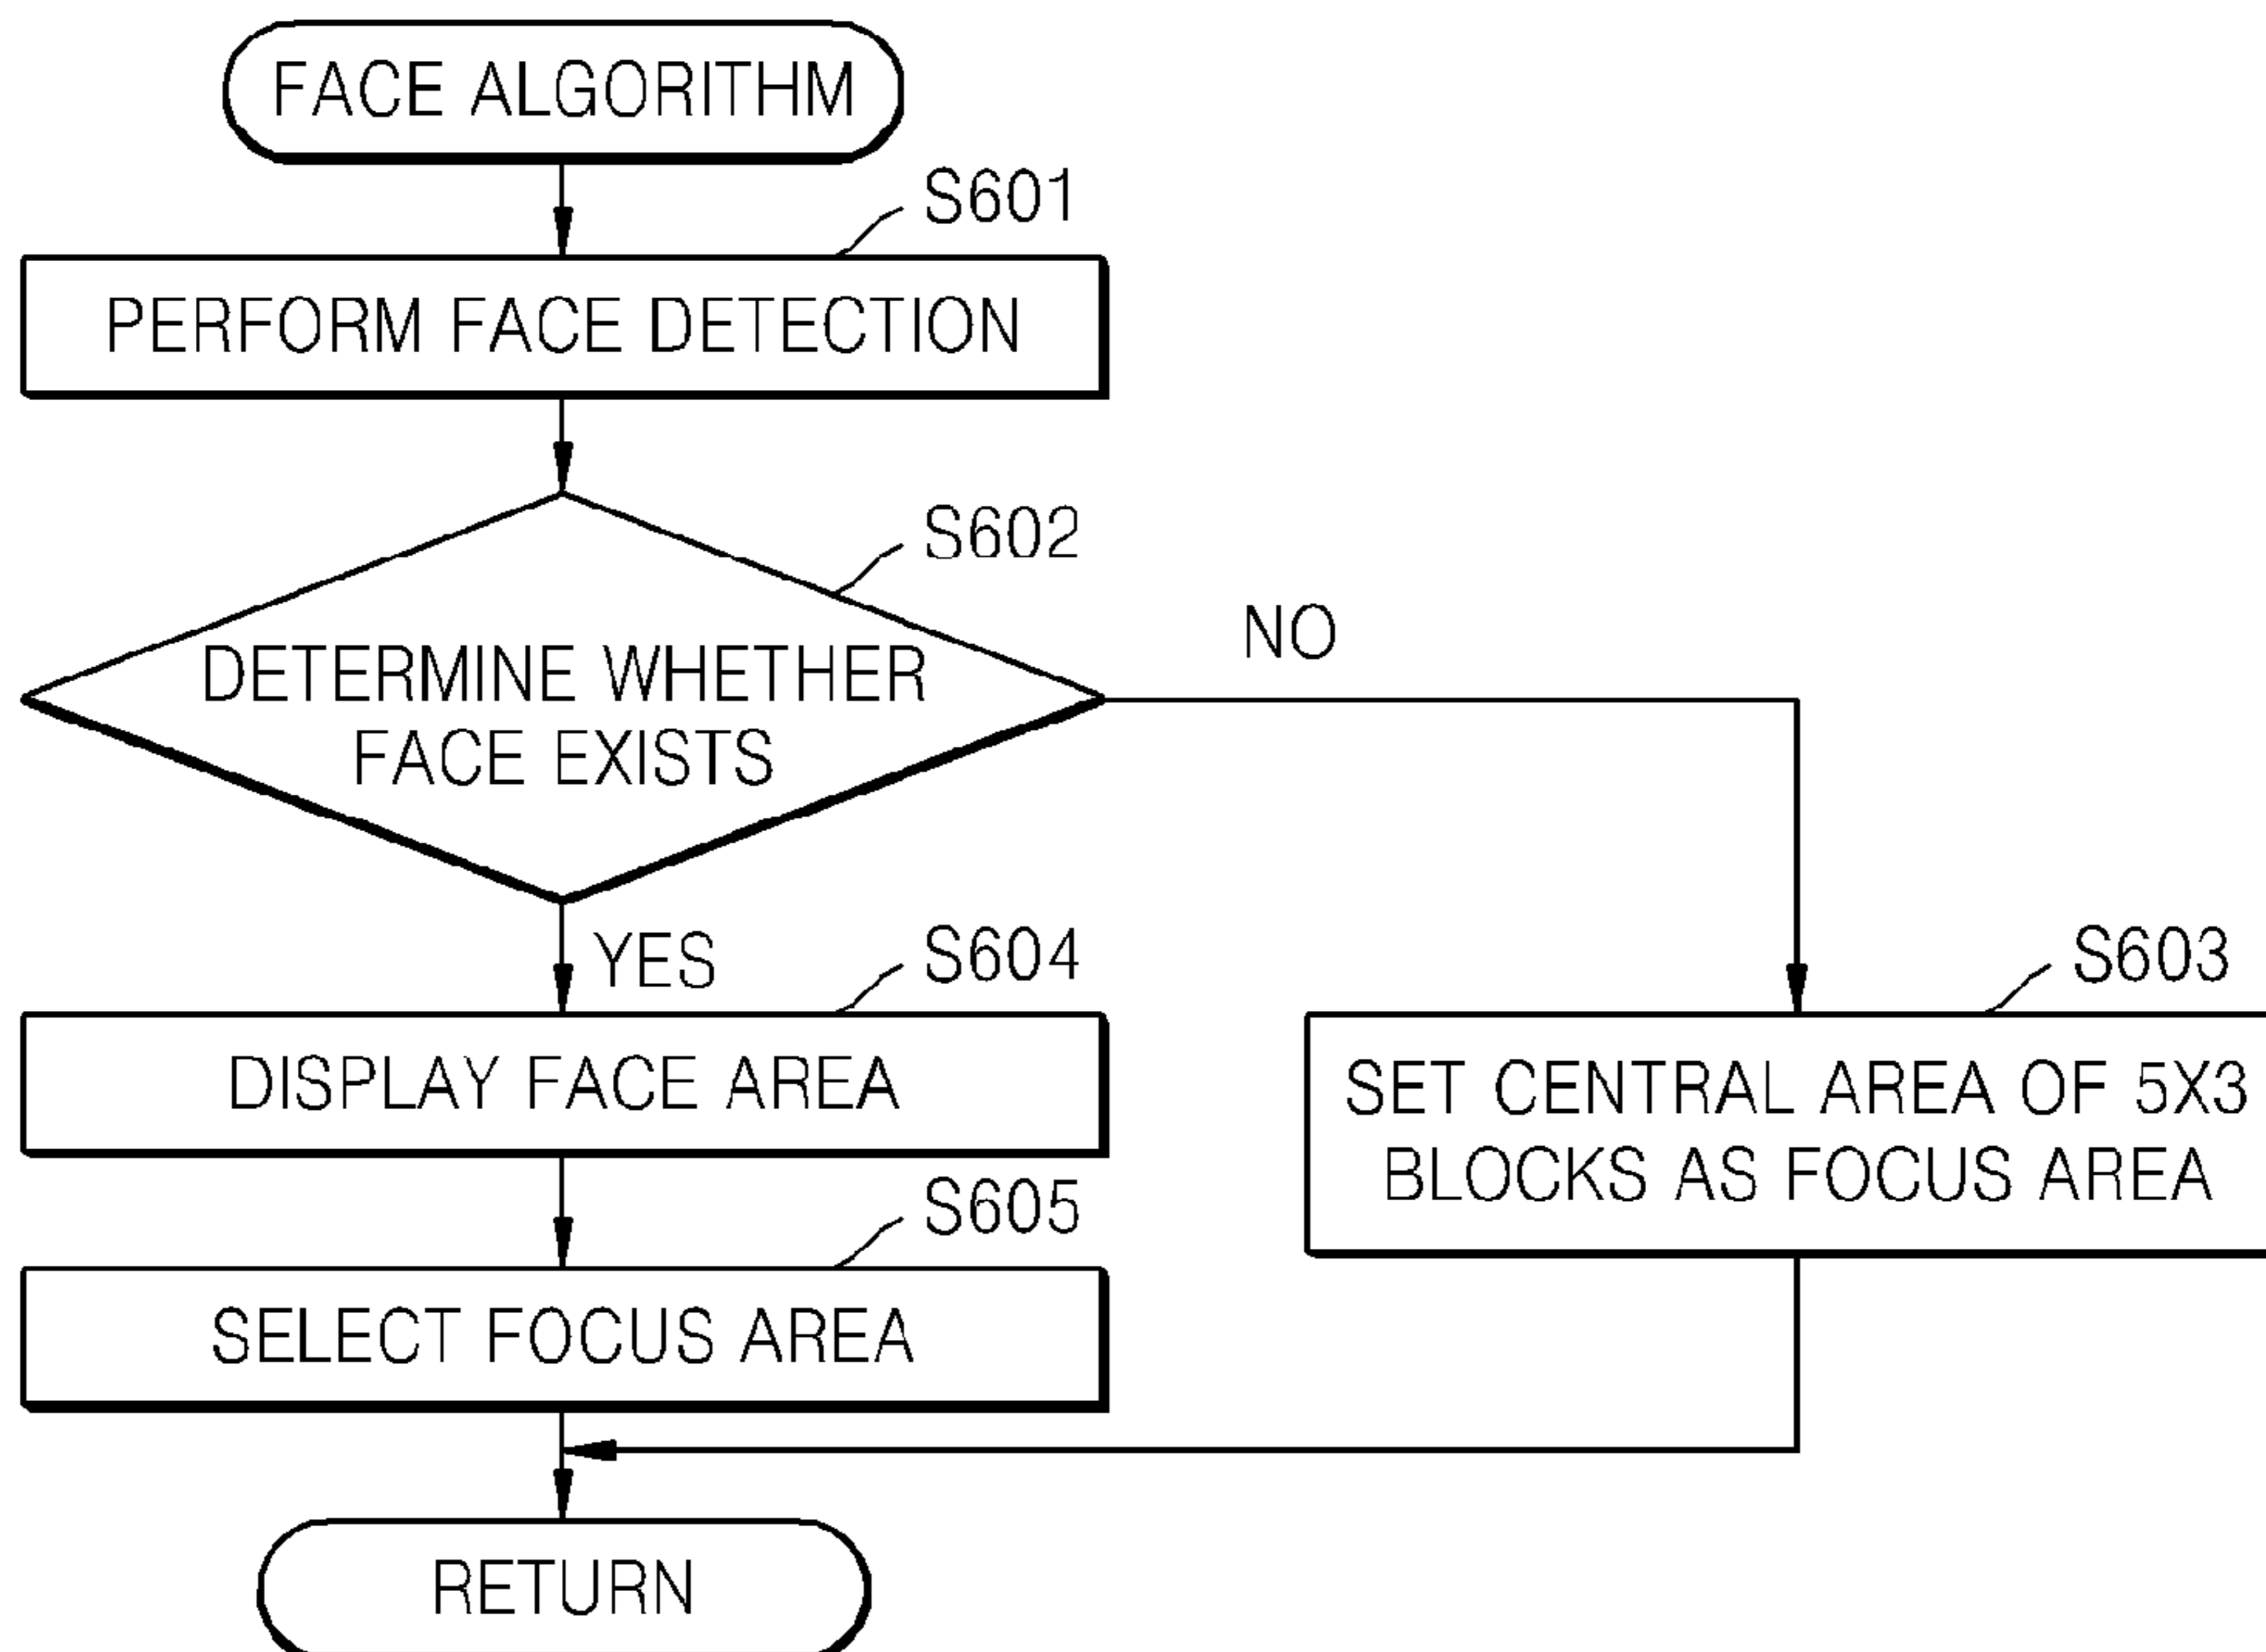 FACE ALGORITHM
S601
PERFORM FACE DETECTION
S602
DETERMINE WHETHER
FACE EXISTS
NO
YES
S604
DISPLAY FACE AREA
S603
SET CENTRAL AREA OF 5X3
BLOCKS AS FOCUS AREA
S605
SELECT FOCUS AREA
RETURN